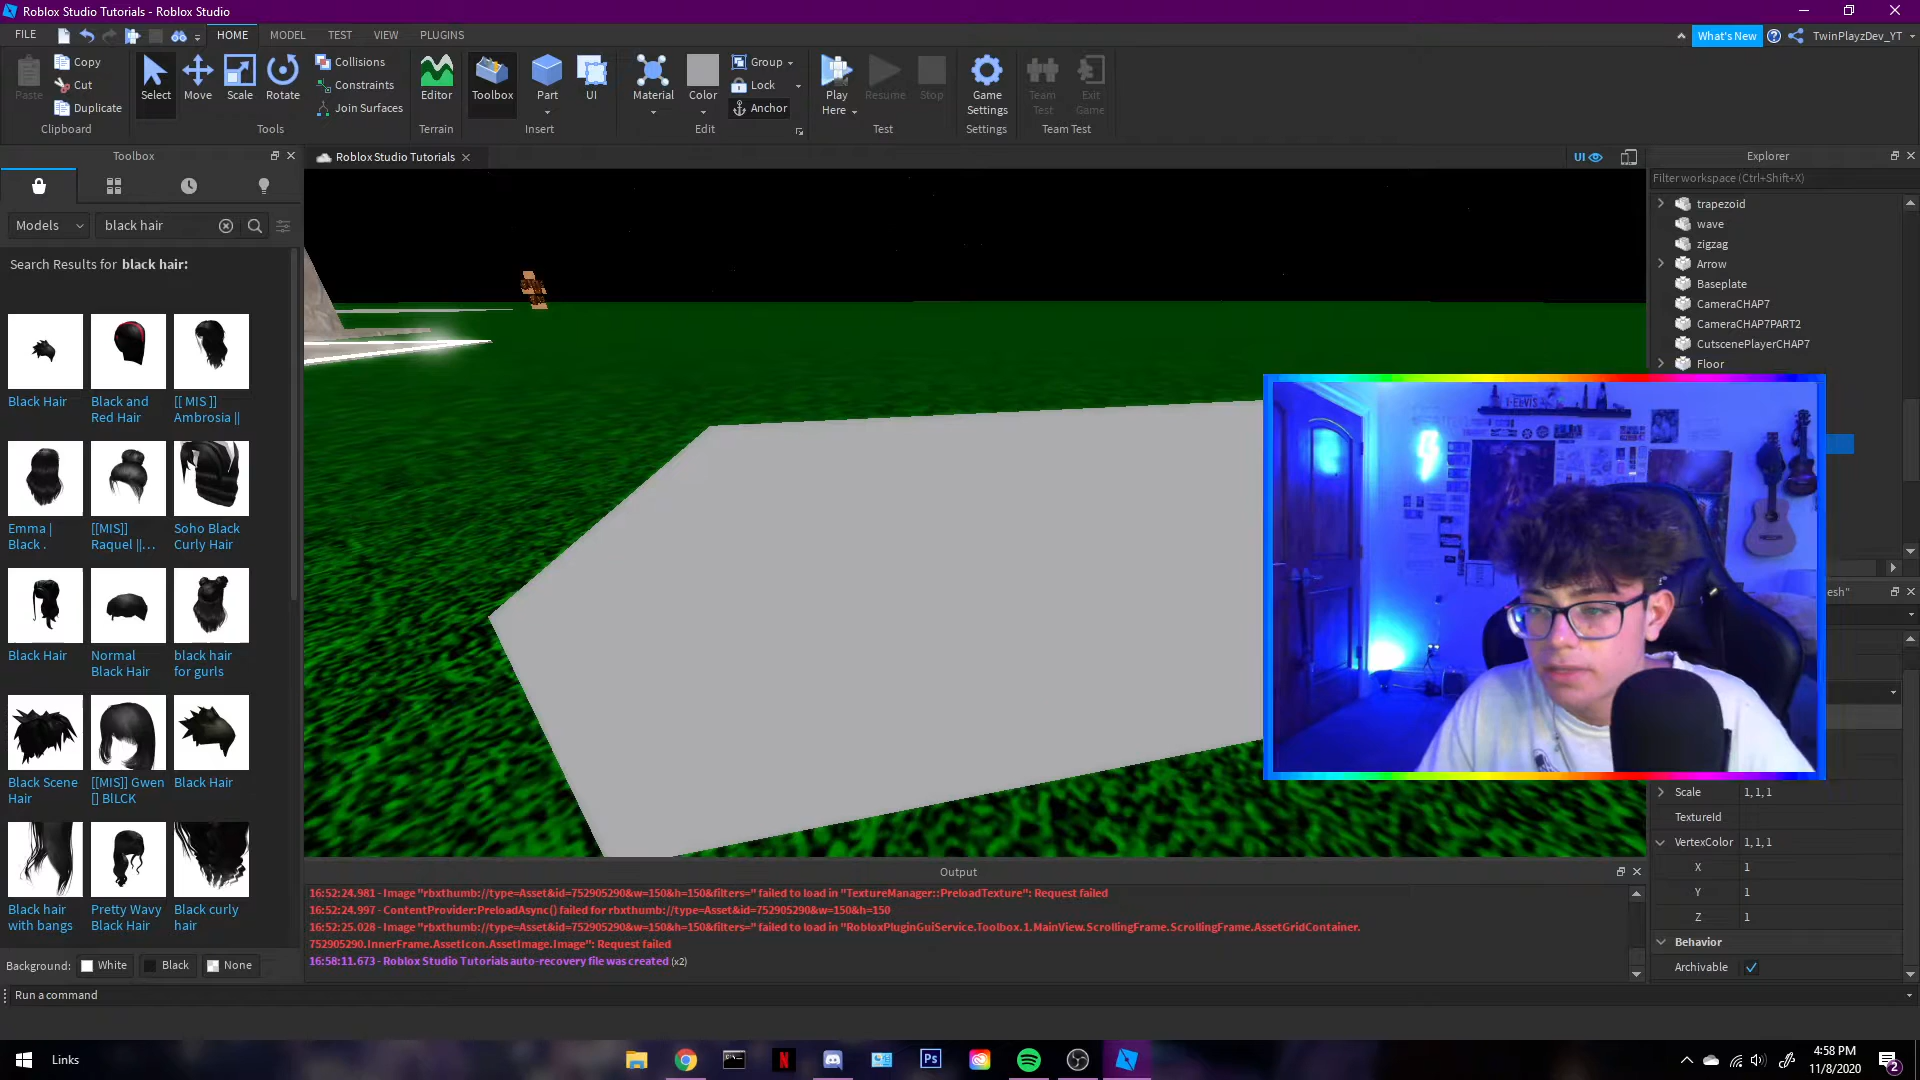 Roblox Studio Tutorials - Roblox Studio
FILE
HOME
MODEL
TEST
VIEW
PLUGINS
What's New
TwinPlayzDev_YT
Paste
Copy
Cut
Duplicate
Clipboard
Select
Move
Scale
Rotate
Collisions
Constraints
Join Surfaces
Tools
Editor
Terrain
Toolbox
Part
UI
Insert
Material
Color
Group
Lock
Anchor
Edit
Play
Here
Resume
Stop
Test
Game
Settings
Settings
Team
Test
Exit
Game
Team Test
Toolbox
Models
black hair
Search Results for black hair:
Black Hair
Black and
Red Hair
[[ MIS ]]
Ambrosia ||
Emma |
Black .
[[MIS]]
Raquel ||...
Soho Black
Curly Hair
Black Hair
Normal
Black Hair
black hair
for gurls
Black Scene
Hair
[[MIS]] Gwen
[] BlLCK
Black Hair
Black hair
with bangs
Pretty Wavy
Black Hair
Black curly
hair
Background:
White
Black
None
Roblox Studio Tutorials
UI
Explorer
Filter workspace (Ctrl+Shift+X)
trapezoid
wave
zigzag
Arrow
Baseplate
CameraCHAP7
CameraCHAP7PART2
CutscenePlayerCHAP7
Floor
esh"
Scale
1, 1, 1
TextureId
VertexColor
1, 1, 1
X
1
Y
1
Z
1
Behavior
Archivable
Output
16:52:24.981 - Image "rbxthumb://type=Asset&id=752905290&w=150&h=150&filters=" failed to load in "TextureManager::PreloadTexture": Request failed
16:52:24.997 - ContentProvider:PreloadAsync() failed for rbxthumb://type=Asset&id=752905290&w=150&h=150
16:52:25.028 - Image "rbxthumb://type=Asset&id=752905290&w=150&h=150&filters=" failed to load in "RobloxPluginGuiService.Toolbox.1.MainView.ScrollingFrame.ScrollingFrame.AssetGridContainer.
752905290.InnerFrame.AssetIcon.AssetImage.Image": Request failed
16:58:11.673 - Roblox Studio Tutorials auto-recovery file was created (x2)
Run a command
Links
N
Ps
4:58 PM
11/8/2020
2